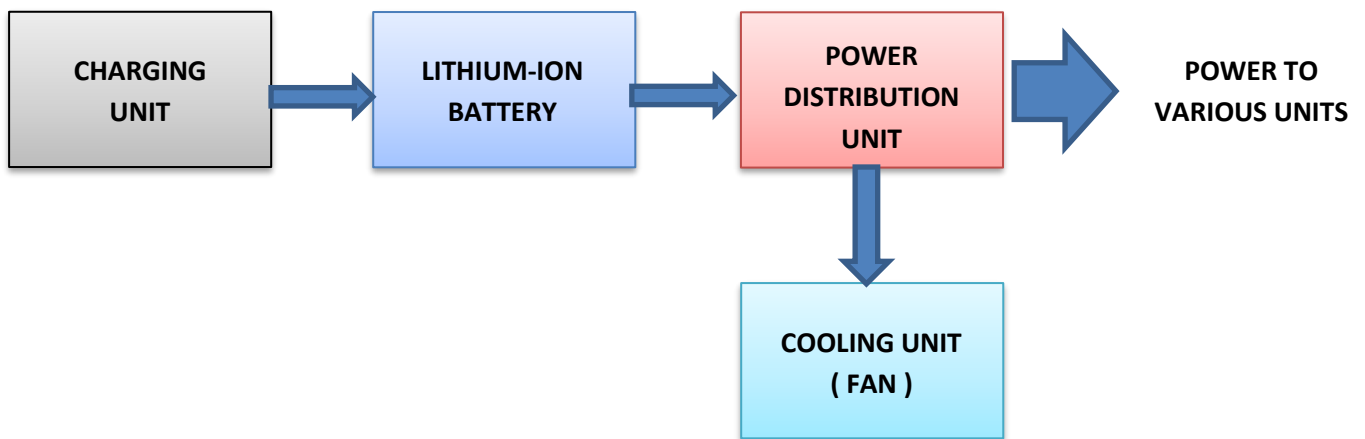 CHARGING
UNIT
LITHIUM-ION
BATTERY
POWER
DISTRIBUTION
UNIT
POWER TO
VARIOUS UNITS
COOLING UNIT
( FAN )